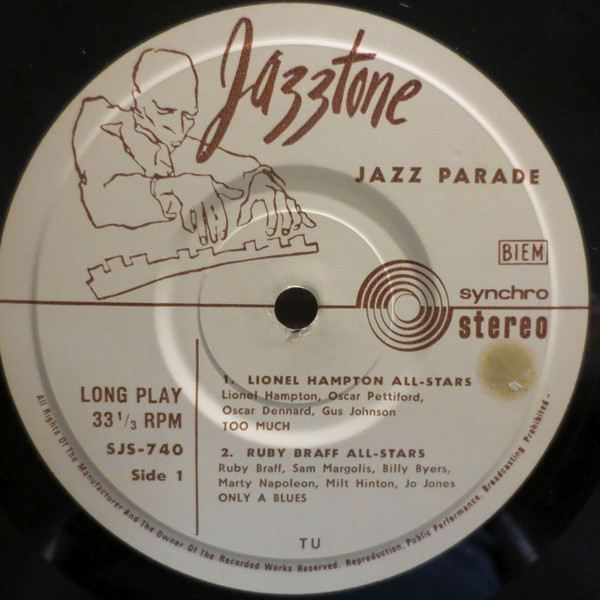 Jazztone
JAZZ PARADE
BIEM
synchro
stereo
LONG PLAY
33 1/3 RPM
SJS-740
Side 1
1. LIONEL HAMPTON ALL-STARS
Lionel Hampton, Oscar Pettiford,
Oscar Dennard, Gus Johnson
TOO MUCH
2. RUBY BRAFF ALL-STARS
Ruby Braff, Sam Margolis, Billy Byers,
Marty Napoleon, Milt Hinton, Jo Jones
ONLY A BLUES
TU
All Rights Of The Manufacturer And The Owner Of The Recorded Works Reserved. Reproduction, Public Performance, Broadcasting Prohibited -